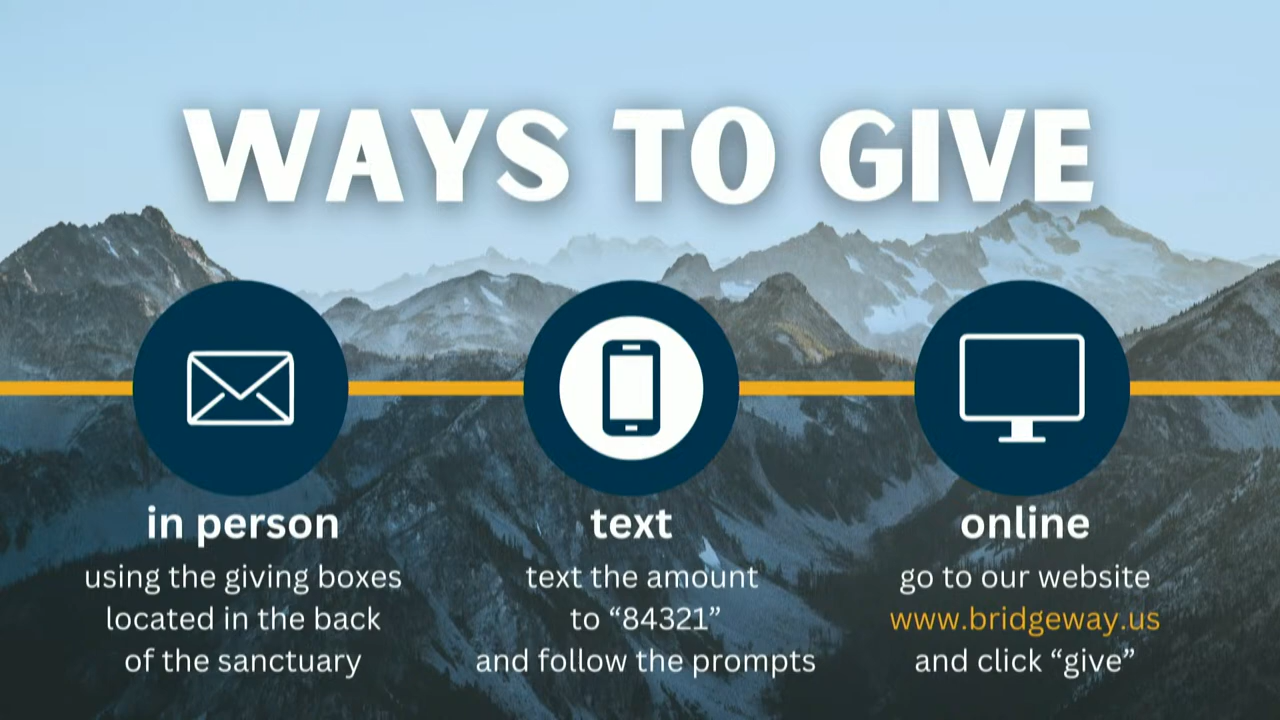 WAYS TO GIVE
in person
using the giving boxes
located in the back
of the sanctuary
text
text the amount
to “84321”
and follow the prompts
online
go to our website
www.bridgeway.us
and click “give”